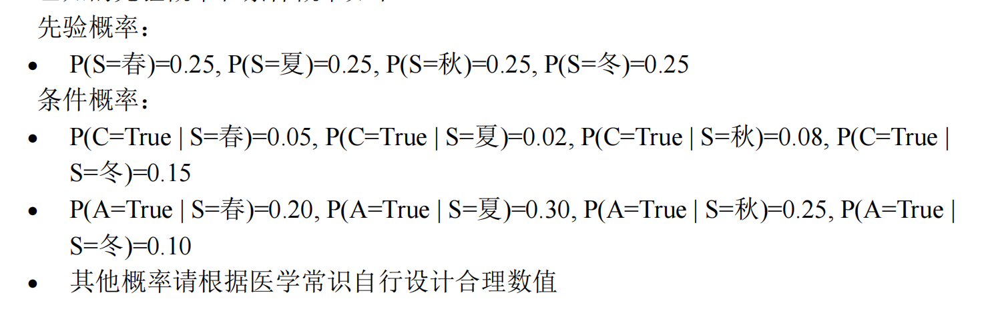 先验概率：
• P(S=春)=0.25, P(S=夏)=0.25, P(S=秋)=0.25, P(S=冬)=0.25
条件概率：
• P(C=True | S=春)=0.05, P(C=True | S=夏)=0.02, P(C=True | S=秋)=0.08, P(C=True |
S=冬)=0.15
• P(A=True | S=春)=0.20, P(A=True | S=夏)=0.30, P(A=True | S=秋)=0.25, P(A=True |
S=冬)=0.10
• 其他概率请根据医学常识自行设计合理数值